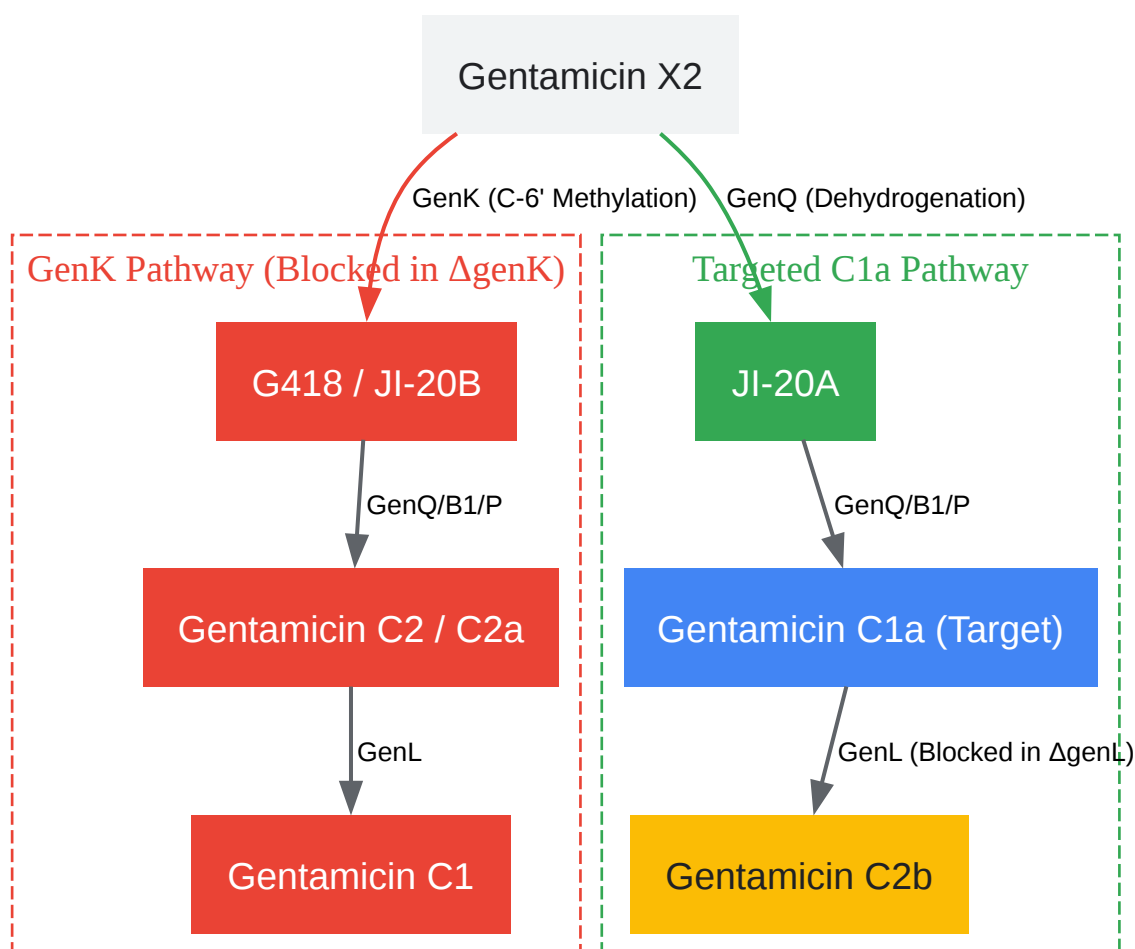 Gentamicin X2
GenK (C-6' Methylation)
GenQ (Dehydrogenation)
GenK Pathway (Blocked in ΔgenK)
Targeted C1a Pathway
G418 / JI-20B
JI-20A
GenQ/B1/P
GenQ/B1/P
Gentamicin C2 / C2a
Gentamicin C1a (Target)
GenL
GenL (Blocked in ΔgenL)
Gentamicin C1
Gentamicin C2b